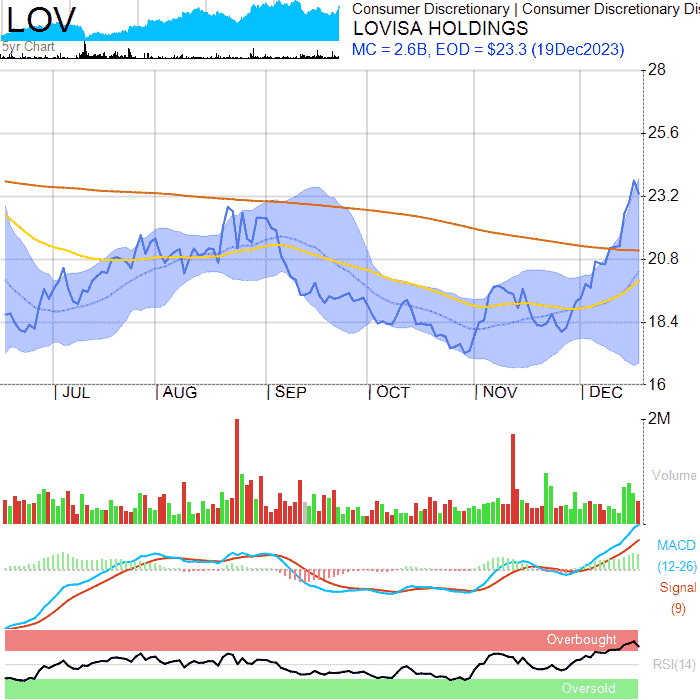 LOV
5yr Chart
Consumer Discretionary | Consumer Discretionary Dis
LOVISA HOLDINGS
MC = 2.6B, EOD = $23.3 (19Dec2023)
28
25.6
23.2
20.8
18.4
16
| JUL | AUG | SEP | OCT | NOV | DEC
2M
Volume
MACD
(12-26)
Signal
(9)
Overbought
RSI(14)
Oversold